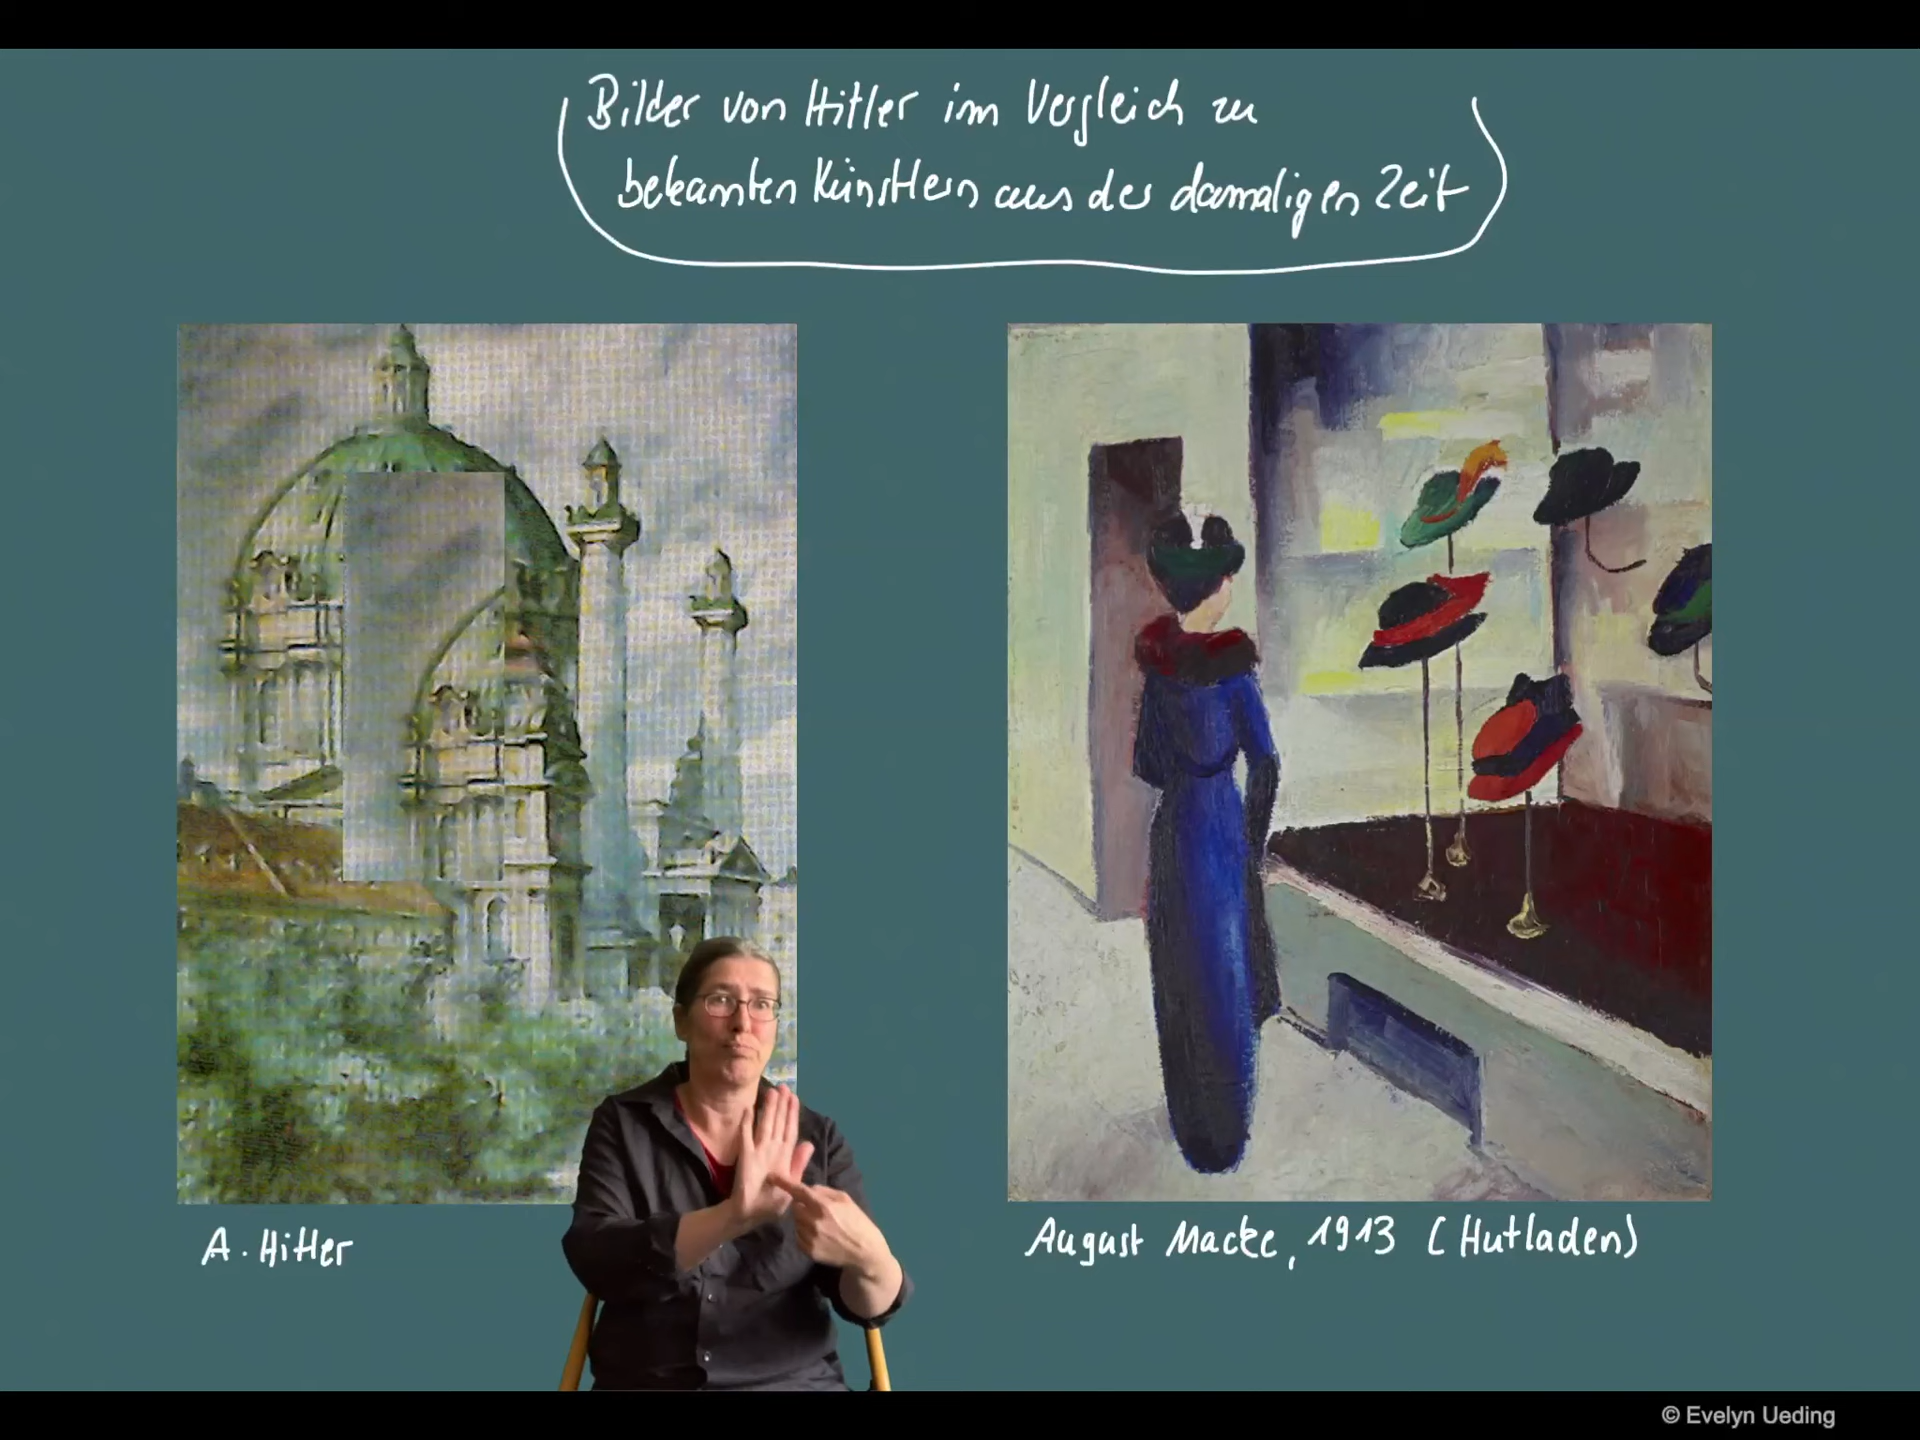 Bilder von Hitler im Vergleich zu
bekannten Künstlern aus der damaligen Zeit
A. Hitler
August Macke, 1913 (Hutladen)
© Evelyn Ueding